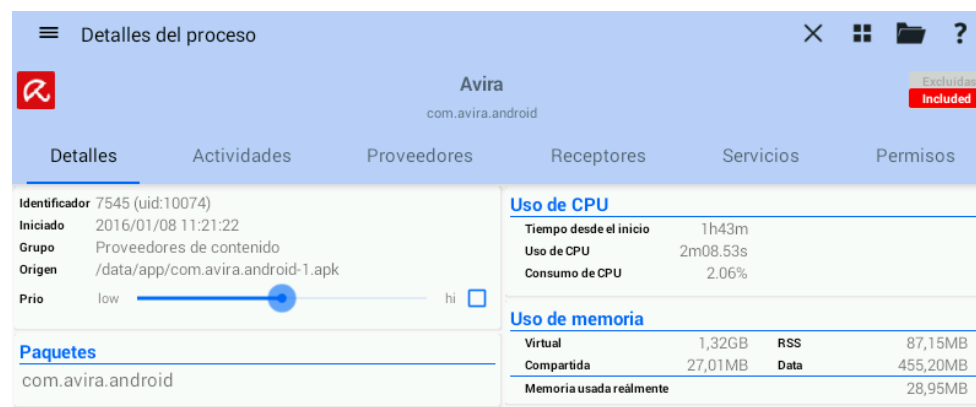 Detalles del proceso ?
Avira
com.avira.android
Excluidas
Included
Detalles Actividades Proveedores Receptores Servicios Permisos
Identificador 7545 (uid:10074)
Iniciado 2016/01/08 11:21:22
Grupo Proveedores de contenido
Origen /data/app/com.avira.android-1.apk
Prio low hi
Paquetes
com.avira.android
Uso de CPU
Tiempo desde el inicio 1h43m
Uso de CPU 2m08.53s
Consumo de CPU 2.06%
Uso de memoria
Virtual 1,32GB RSS 87,15MB
Compartida 27,01MB Data 455,20MB
Memoria usada reálmente 28,95MB